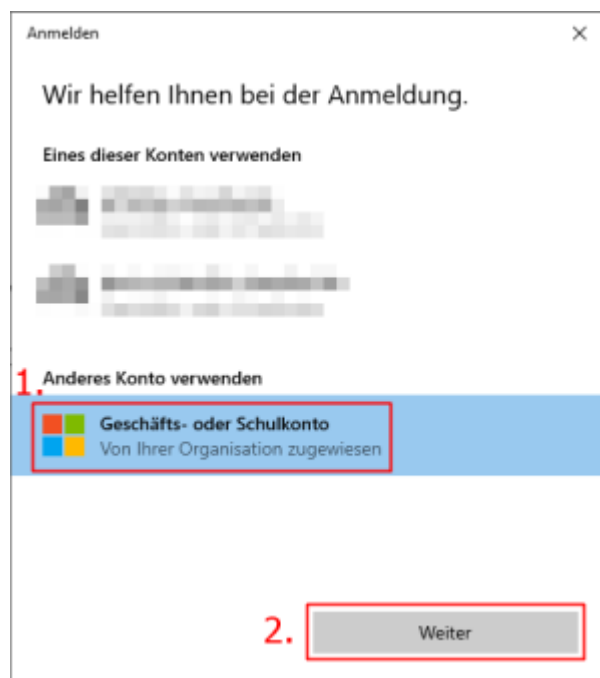 Anmelden
Wir helfen Ihnen bei der Anmeldung.
Eines dieser Konten verwenden
Anderes Konto verwenden
1.
Geschäfts- oder Schulkonto
Von Ihrer Organisation zugewiesen
2.
Weiter